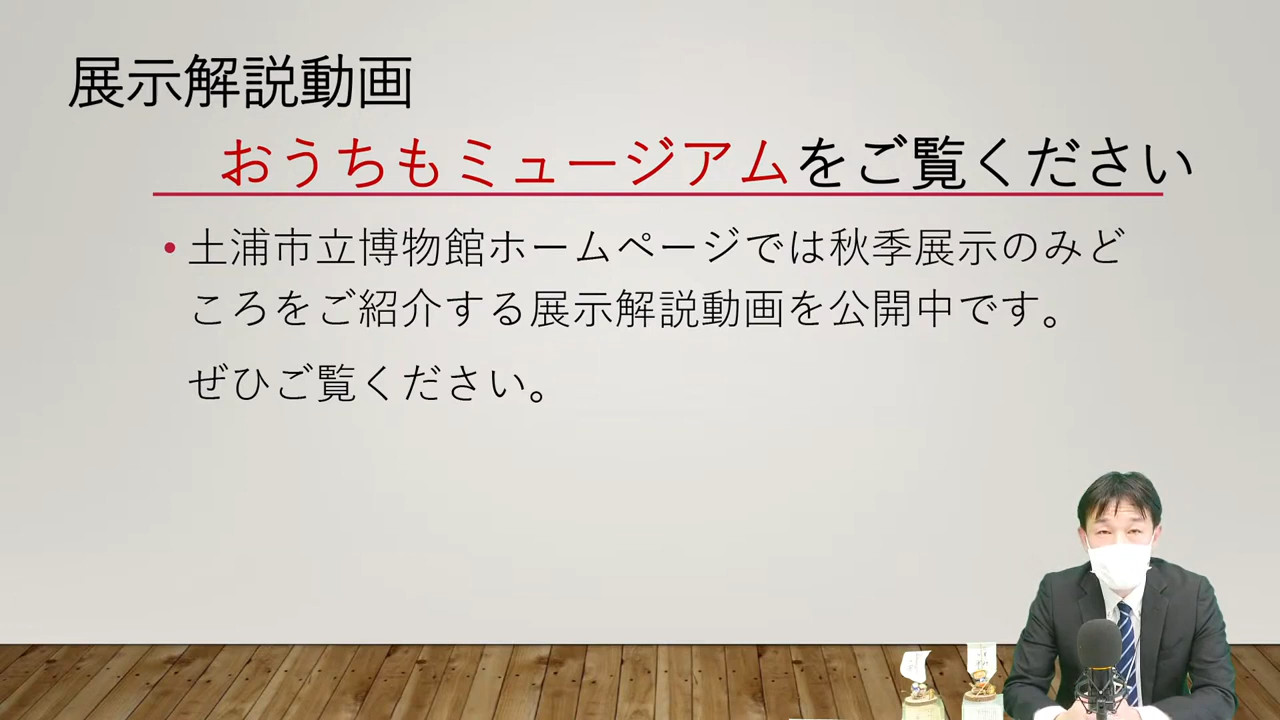 展示解説動画
おうちもミュージアムをご覧ください
• 土浦市立博物館ホームページでは秋季展示のみど
ころをご紹介する展示解説動画を公開中です。
ぜひご覧ください。